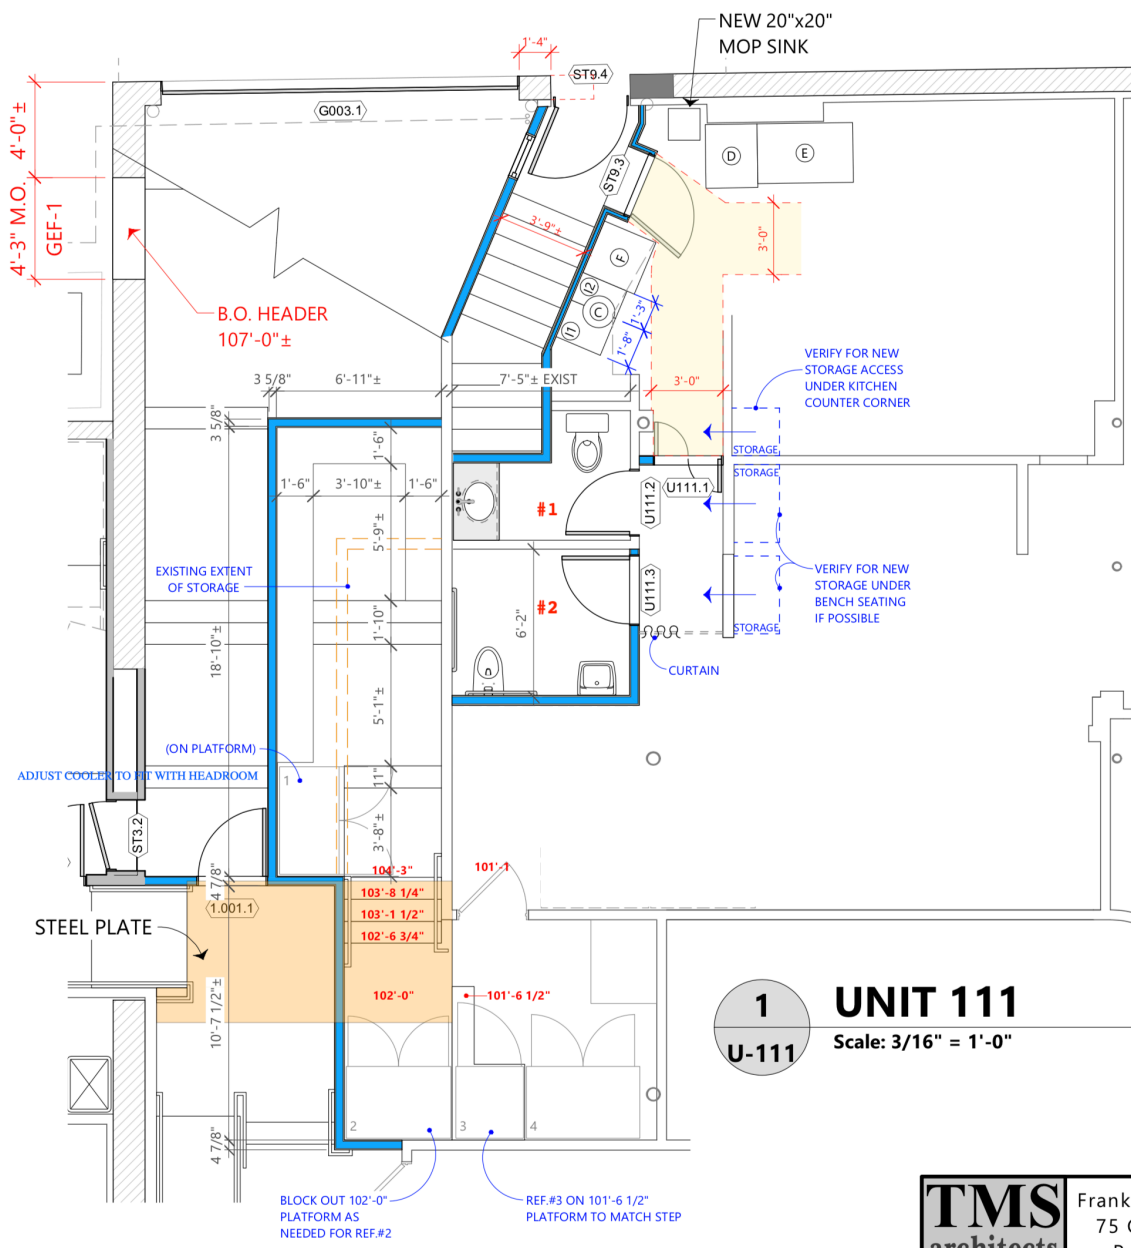 NEW 20"x20"
MOP SINK
1'-4"
ST9.4
G003.1
4'-0"±
4'-3" M.O.
GEF-1
B.O. HEADER
107'-0"±
ST9.3
D
E
3'-9"±
3'-0"
F
I2
C
I1
1'-3"
1'-8"
3 5/8"
6'-11"±
7'-5"± EXIST
3'-0"
VERIFY FOR NEW
STORAGE ACCESS
UNDER KITCHEN
COUNTER CORNER
3 5/8"
1'-6"
STORAGE
STORAGE
1'-6"
3'-10"±
1'-6"
U111.1
U111.2
#1
5'-9"±
EXISTING EXTENT
OF STORAGE
VERIFY FOR NEW
STORAGE UNDER
BENCH SEATING
IF POSSIBLE
U111.3
#2
6'-2"
1'-10"
18'-10"±
STORAGE
CURTAIN
5'-1"±
(ON PLATFORM)
ADJUST COOLER TO FIT WITH HEADROOM
1
11"
ST3.2
3'-8"±
104'-3"
101'-1
4 7/8"
103'-8 1/4"
1.001.1
103'-1 1/2"
STEEL PLATE
102'-6 3/4"
102'-0"
101'-6 1/2"
10'-7 1/2"±
1
U-111
UNIT 111
Scale: 3/16" = 1'-0"
2
3
4
4 7/8"
BLOCK OUT 102'-0"
PLATFORM AS
NEEDED FOR REF.#2
REF.#3 ON 101'-6 1/2"
PLATFORM TO MATCH STEP
TMS
architects
Frank
75